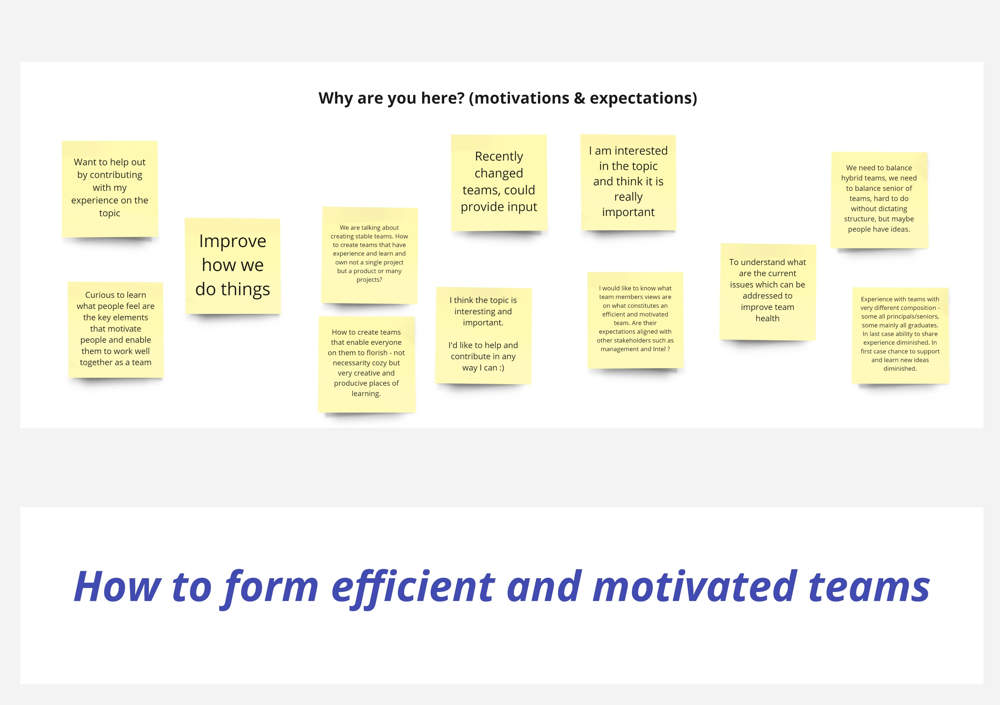 Why are you here? (motivations & expectations)
Want to help out
by contributing
with my
experience on the
topic
Curious to learn
what people feel are
the key elements
that motivate
people and enable
them to work well
together as a team
Improve
how we
do things
We are talking about
creating stable teams. How
to create teams that have
experience and learn and
own not a single project
but a product or many
projects?
How to create teams
that enable everyone
on them to florish - not
necessarity cozy but
very creative and
producive places of
learning.
Recently
changed
teams, could
provide input
I think the topic is
interesting and
important.
I'd like to help and
contribute in any
way I can :)
I am interested
in the topic
and think it is
really
important
I would like to know what
team members views are
on what constitutes an
efficient and motivated
team. Are their
expectations aligned with
other stakeholders such as
management and Intel ?
To understand what
are the current
issues which can be
addressed to
improve team
health
We need to balance
hybrid teams, we need
to balance senior of
teams, hard to do
without dictating
structure, but maybe
people have ideas.
Experience with teams with
very different composition -
some all principals/seniors,
some mainly all graduates.
In last case ability to share
experience diminished. In
first case chance to support
and learn new ideas
diminished.
How to form efficient and motivated teams